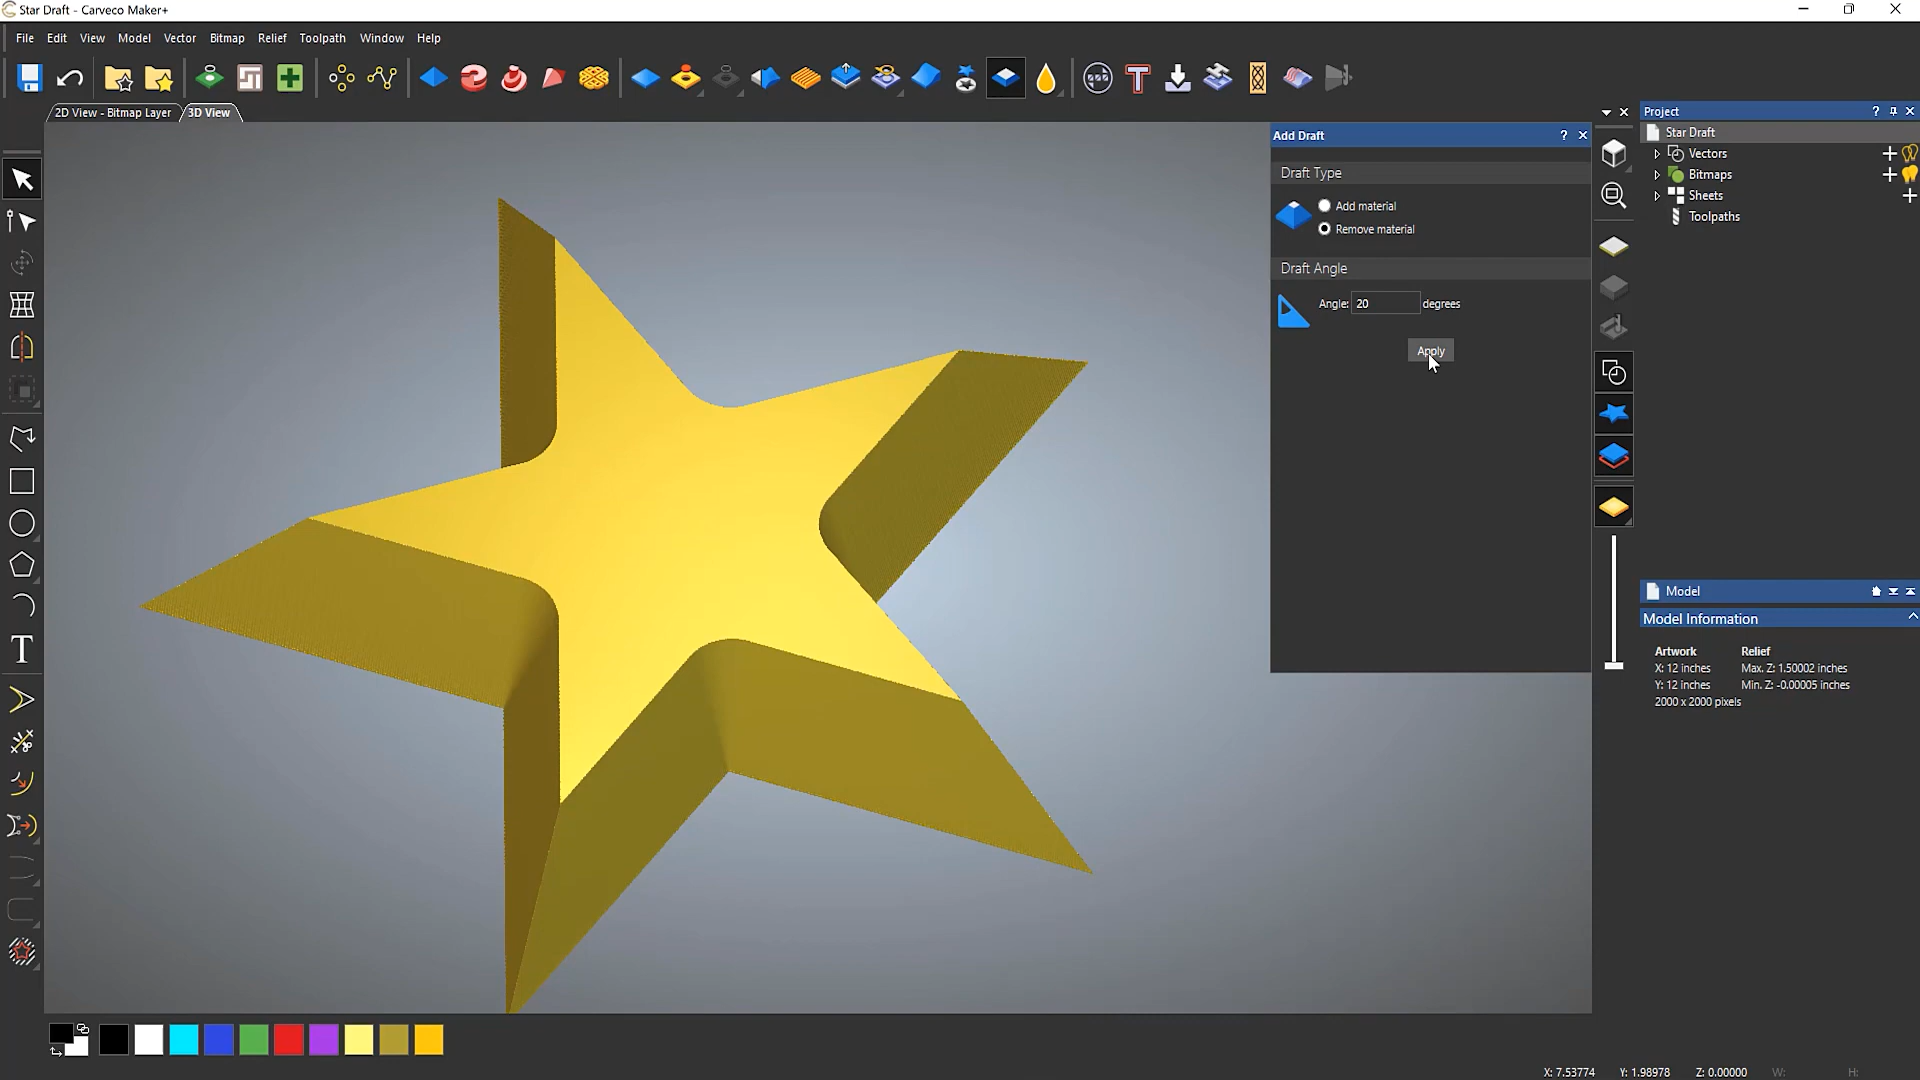 Star Draft - Carveco Maker+
File Edit View Model Vector Bitmap Relief Toolpath Window Help
2D View - Bitmap Layer 3D View
Add Draft
Draft Type
Add material
Remove material
Draft Angle
Angle: 20 degrees
Apply
Project
Star Draft
Vectors
Bitmaps
Sheets
Toolpaths
Model
Model Information
Artwork Relief
X: 12 inches Max. Z: 1.50002 inches
Y: 12 inches Min. Z: -0.00005 inches
2000 x 2000 pixels
X: 7.53774 Y: 1.98978 Z: 0.00000 W: H: